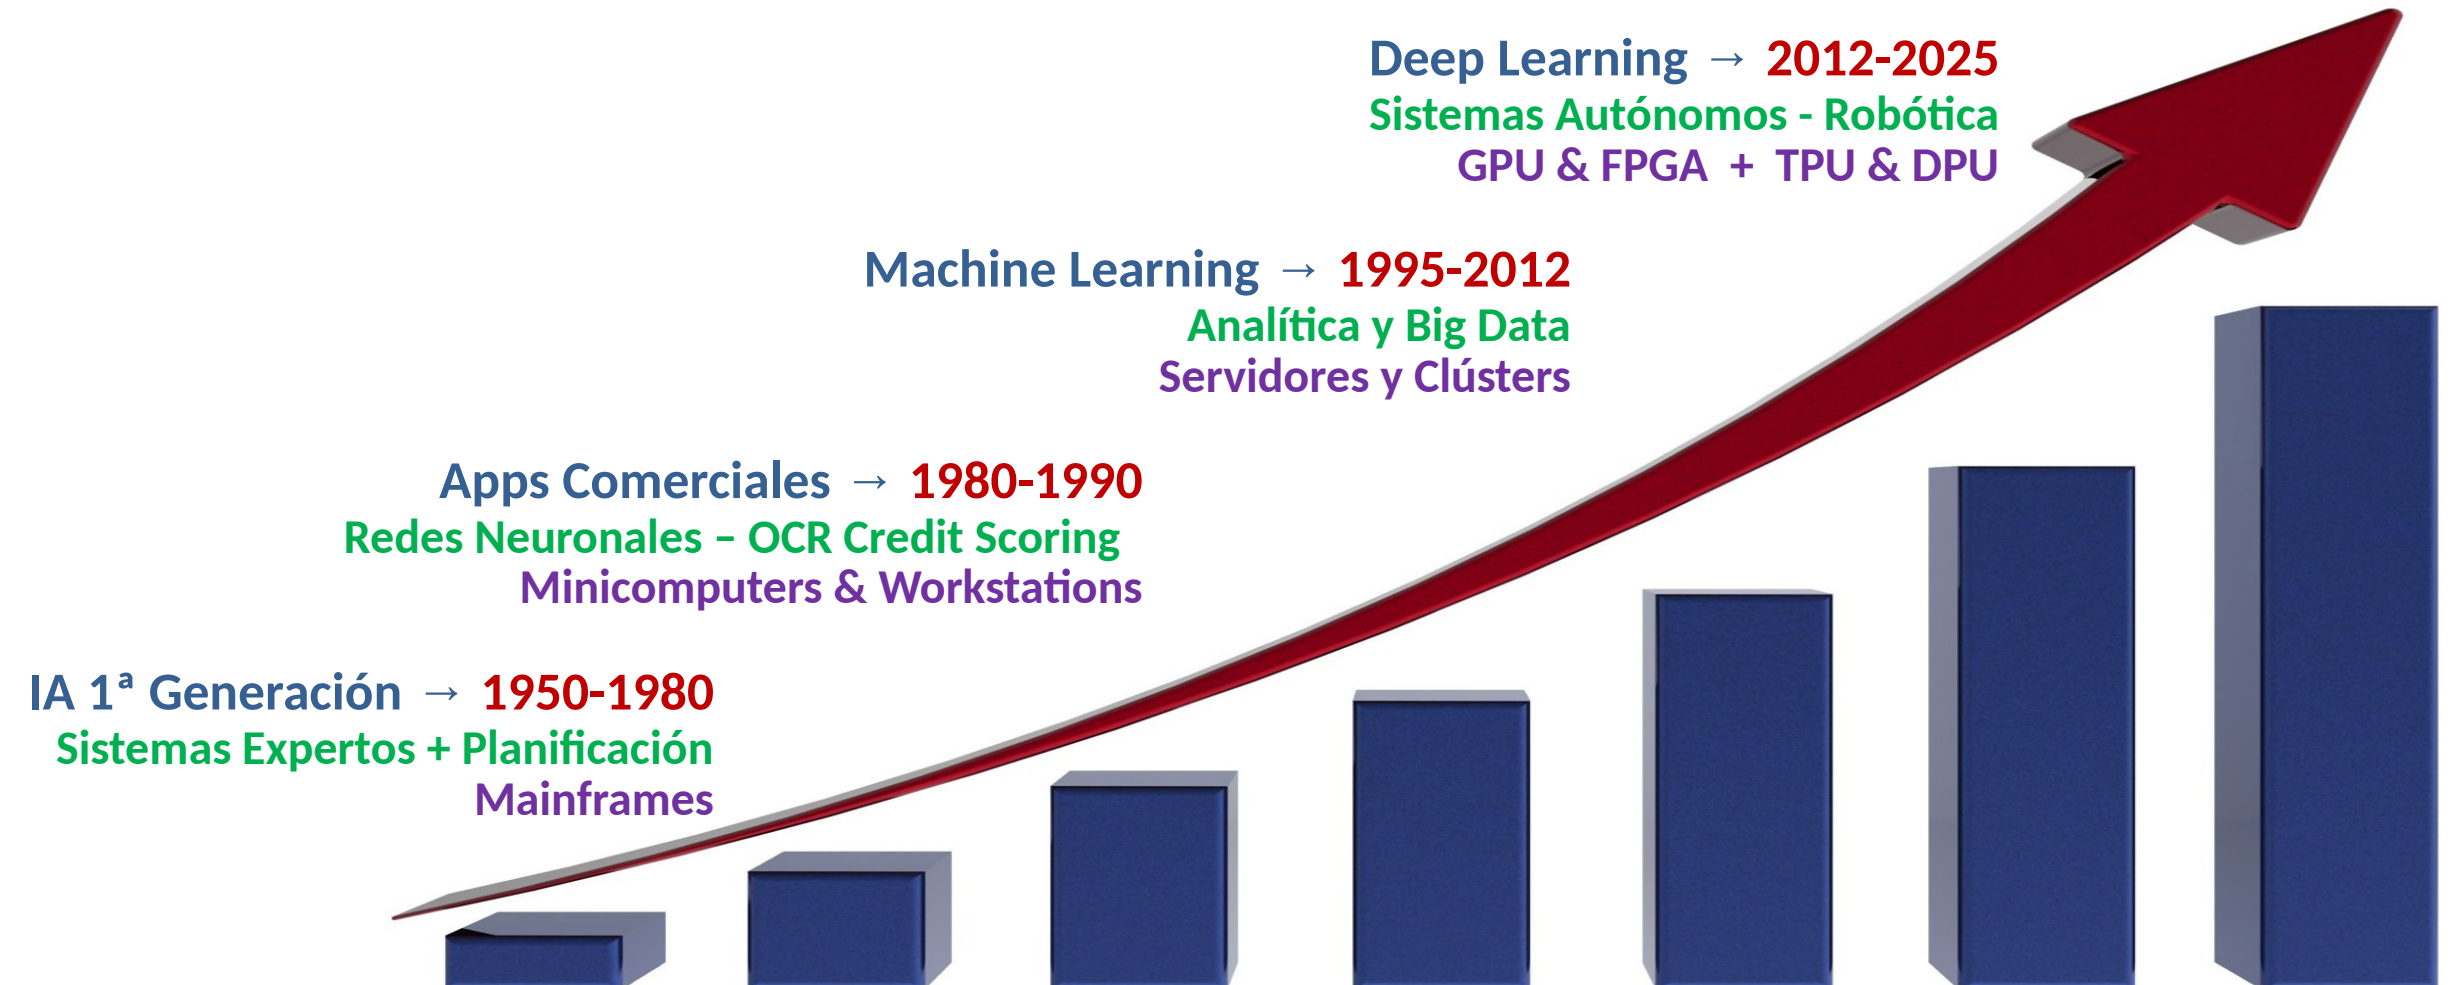 Deep Learning → 2012-2025
Sistemas Autónomos - Robótica
GPU & FPGA + TPU & DPU
Machine Learning → 1995-2012
Analítica y Big Data
Servidores y Clústers
Apps Comerciales → 1980-1990
Redes Neuronales – OCR Credit Scoring
Minicomputers & Workstations
IA 1ª Generación → 1950-1980
Sistemas Expertos + Planificación
Mainframes